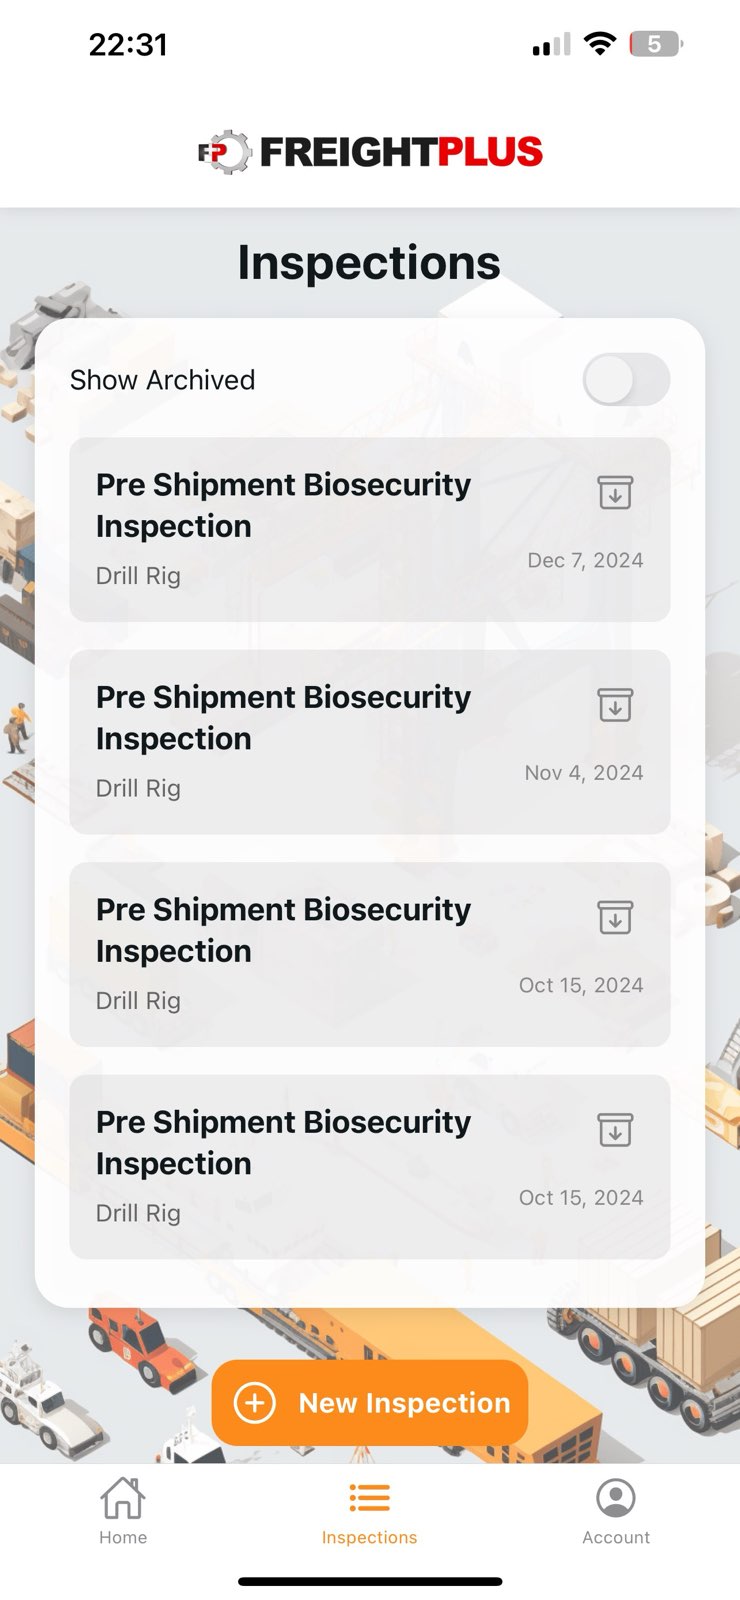 22:31
5
FP FREIGHTPLUS
Inspections
Show Archived
Pre Shipment Biosecurity
Inspection
Drill Rig
Dec 7, 2024
Pre Shipment Biosecurity
Inspection
Drill Rig
Nov 4, 2024
Pre Shipment Biosecurity
Inspection
Drill Rig
Oct 15, 2024
Pre Shipment Biosecurity
Inspection
Drill Rig
Oct 15, 2024
New Inspection
Home
Inspections
Account